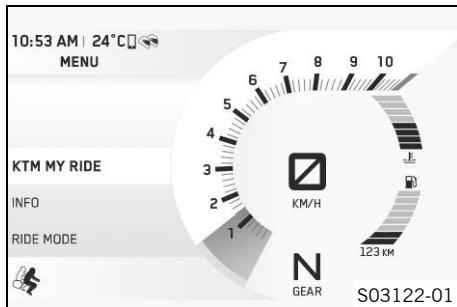 10:53 AM | 24°C
MENU
KTM MY RIDE
INFO
RIDE MODE
1
2
3
4
5
6
7
8
9
10
0
KM/H
N
GEAR
123 KM
S03122-01